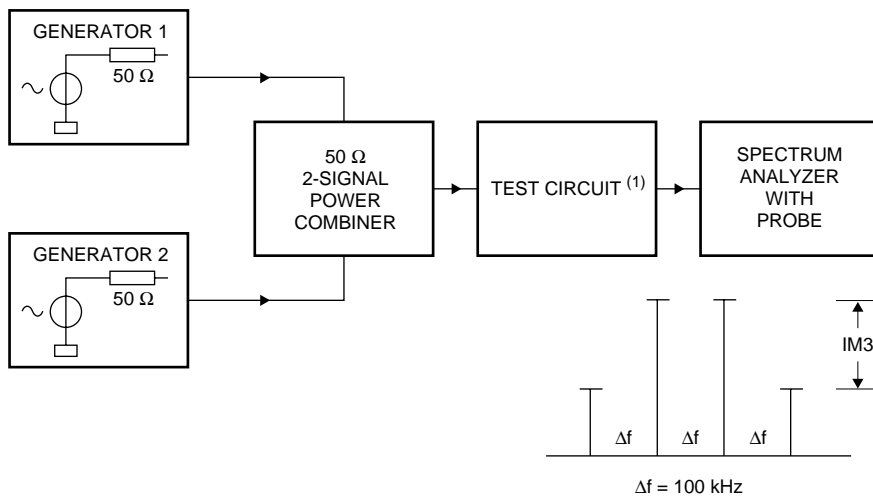 GENERATOR 1
50 Ω
50 Ω
2-SIGNAL
POWER
COMBINER
TEST CIRCUIT (1)
SPECTRUM
ANALYZER
WITH
PROBE
GENERATOR 2
50 Ω
IM3
Δf Δf Δf
Δf = 100 kHz